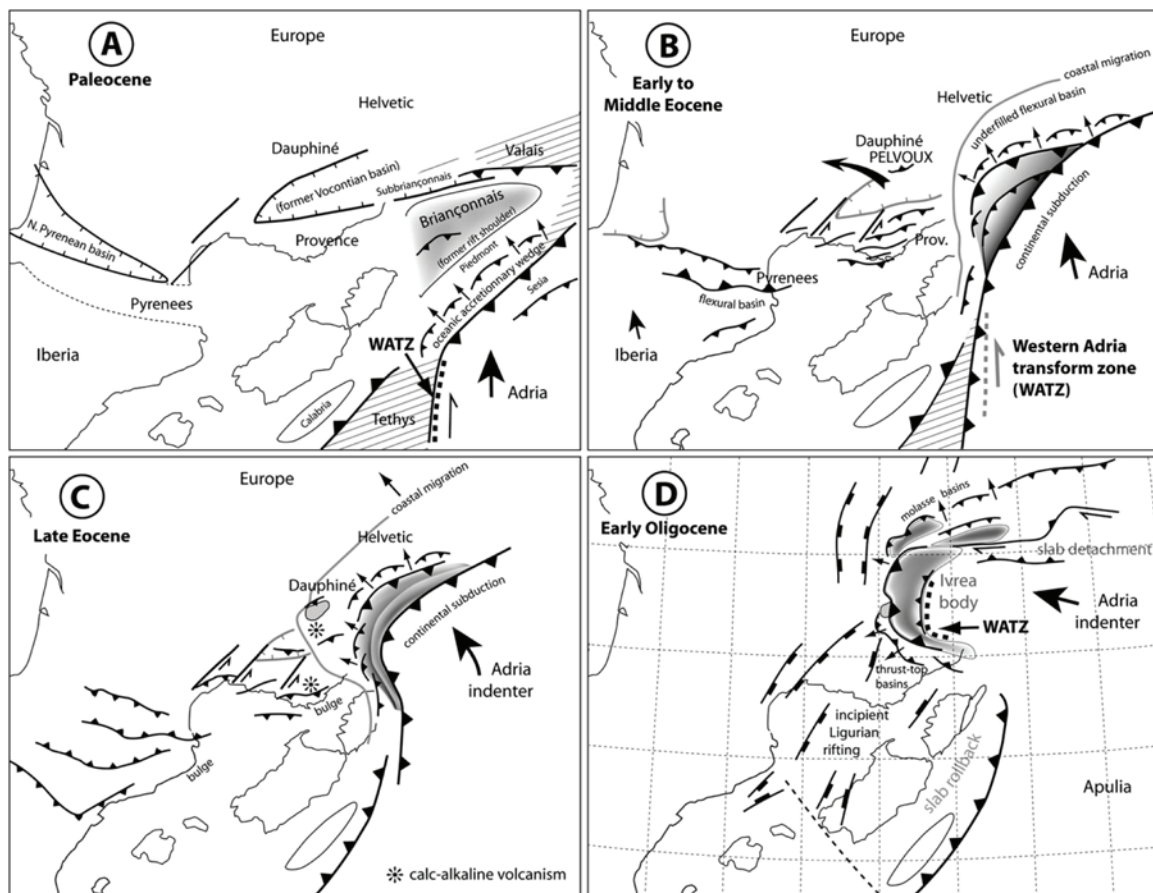 A
Paleocene
Europe
Helvetic
Dauphiné
(former Vocontian basin)
Subbriançonnais
Valais
Briançonnais
(former rift shoulder)
Piedmont
oceanic accretionnary wedge
Sesia
N. Pyrenean basin
Provence
Pyrenees
Iberia
WATZ
Adria
Calabria
Tethys
B
Early to
Middle Eocene
Europe
Helvetic
coastal migration
underfilled flexural basin
Dauphiné
PELVOUX
continental subduction
Prov.
Pyrenees
flexural basin
Iberia
Adria
Western Adria
transform zone
(WATZ)
C
Late Eocene
Europe
coastal migration
Helvetic
Dauphiné
continental subduction
Adria
indenter
bulge
bulge
calc-alkaline volcanism
D
Early Oligocene
molasse basins
slab detachment
Ivrea
body
Adria
indenter
WATZ
thrust-top
basins
incipient
Ligurian
rifting
slab rollback
Apulia